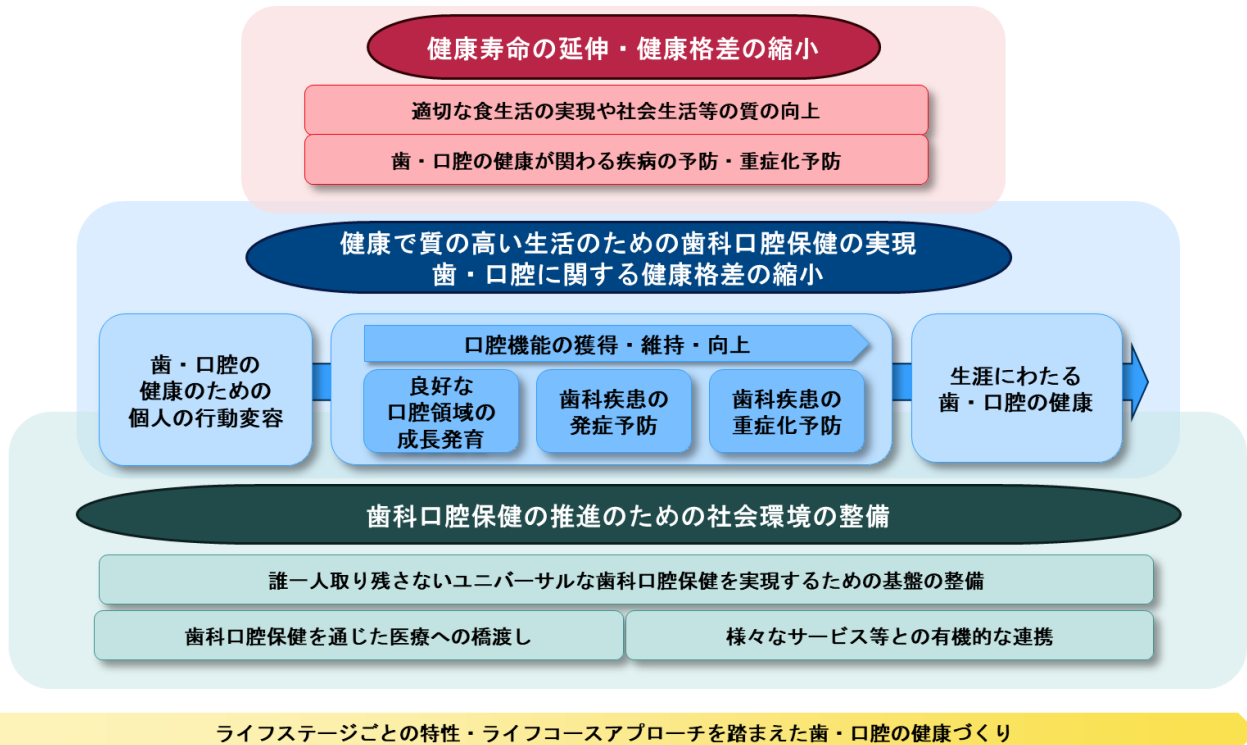 健康寿命の延伸・健康格差の縮小
適切な食生活の実現や社会生活等の質の向上
歯・口腔の健康が関わる疾病の予防・重症化予防
健康で質の高い生活のための歯科口腔保健の実現
歯・口腔に関する健康格差の縮小
歯・口腔の
健康のための
個人の行動変容
口腔機能の獲得・維持・向上
良好な
口腔領域の
成長発育
歯科疾患の
発症予防
歯科疾患の
重症化予防
生涯にわたる
歯・口腔の健康
歯科口腔保健の推進のための社会環境の整備
誰一人取り残さないユニバーサルな歯科口腔保健を実現するための基盤の整備
歯科口腔保健を通じた医療への橋渡し
様々なサービス等との有機的な連携
ライフステージごとの特性・ライフコースアプローチを踏まえた歯・口腔の健康づくり